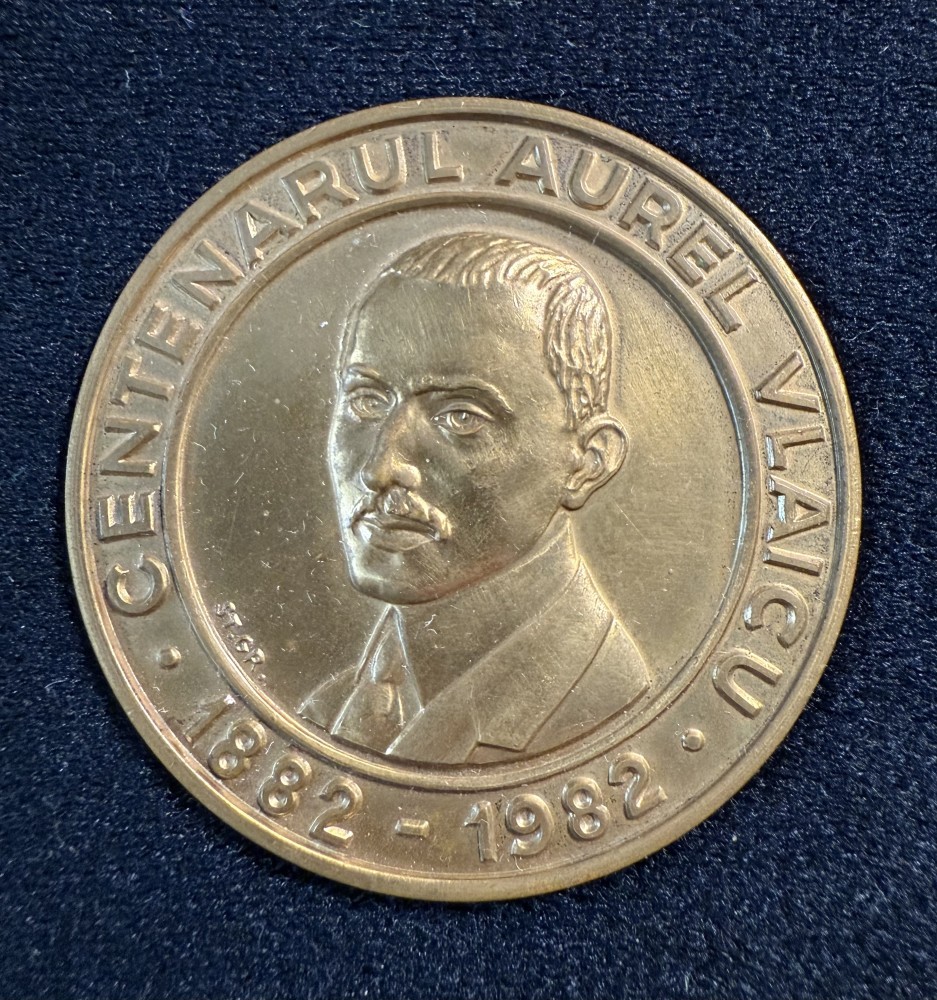 CENTENARUL AUREL VLAICU
· 1882 - 1982 ·
ST.GR.